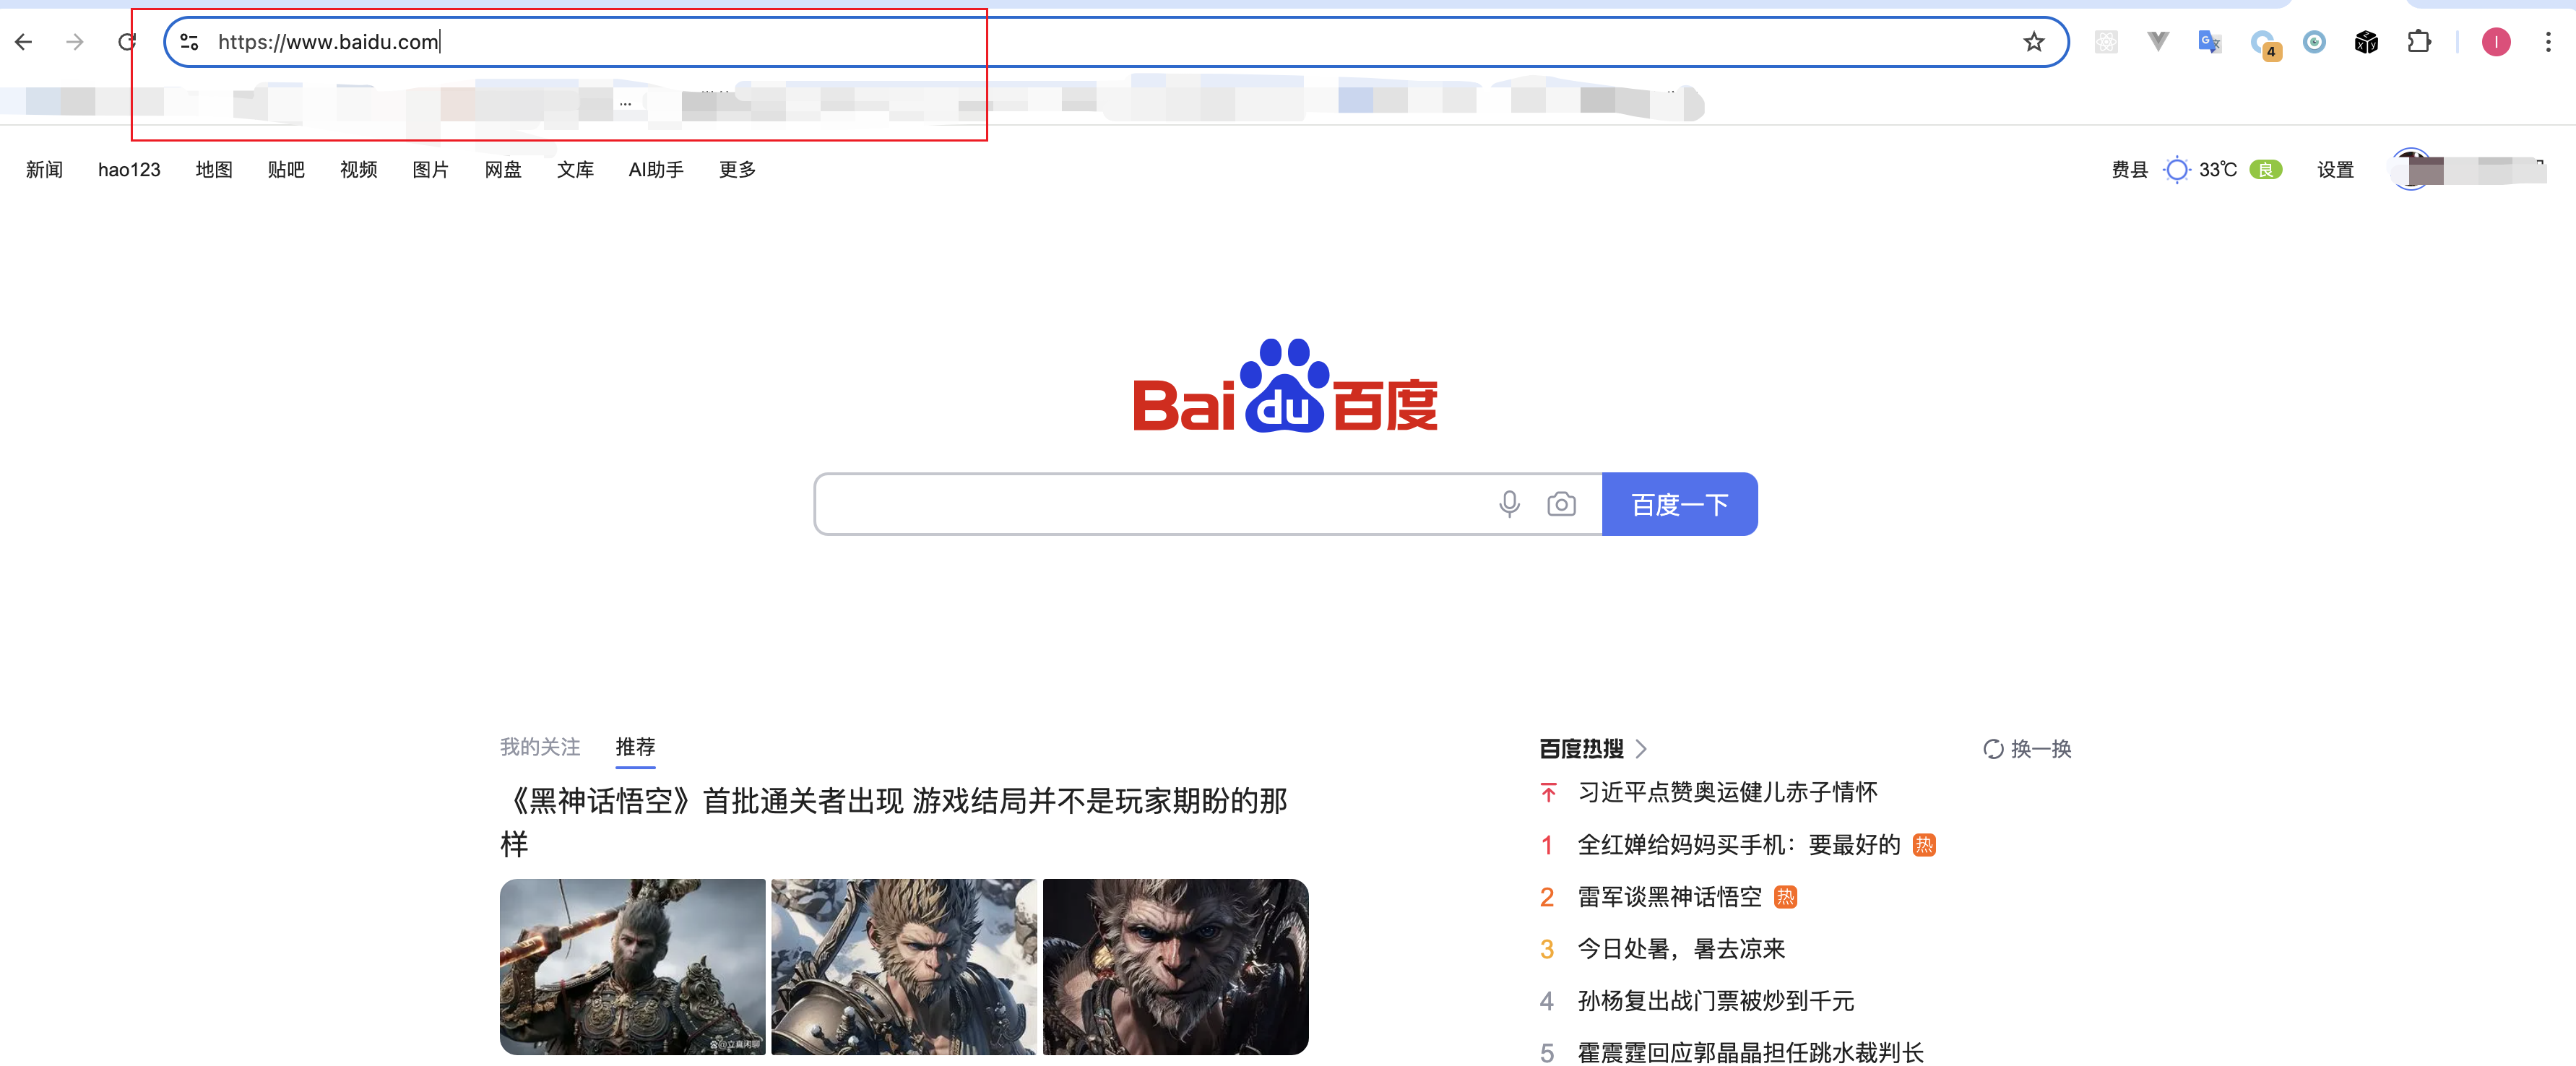 https://www.baidu.com
4
I
...
新闻 hao123 地图 贴吧 视频 图片 网盘 文库 AI助手 更多
费县 33℃ 良 设置
Bai du 百度
百度一下
我的关注 推荐
《黑神话悟空》首批通关者出现 游戏结局并不是玩家期盼的那
样
@立真闲聊
百度热搜 换一换
习近平点赞奥运健儿赤子情怀
1 全红婵给妈妈买手机：要最好的 热
2 雷军谈黑神话悟空 热
3 今日处暑，暑去凉来
4 孙杨复出战门票被炒到千元
5 霍震霆回应郭晶晶担任跳水裁判长